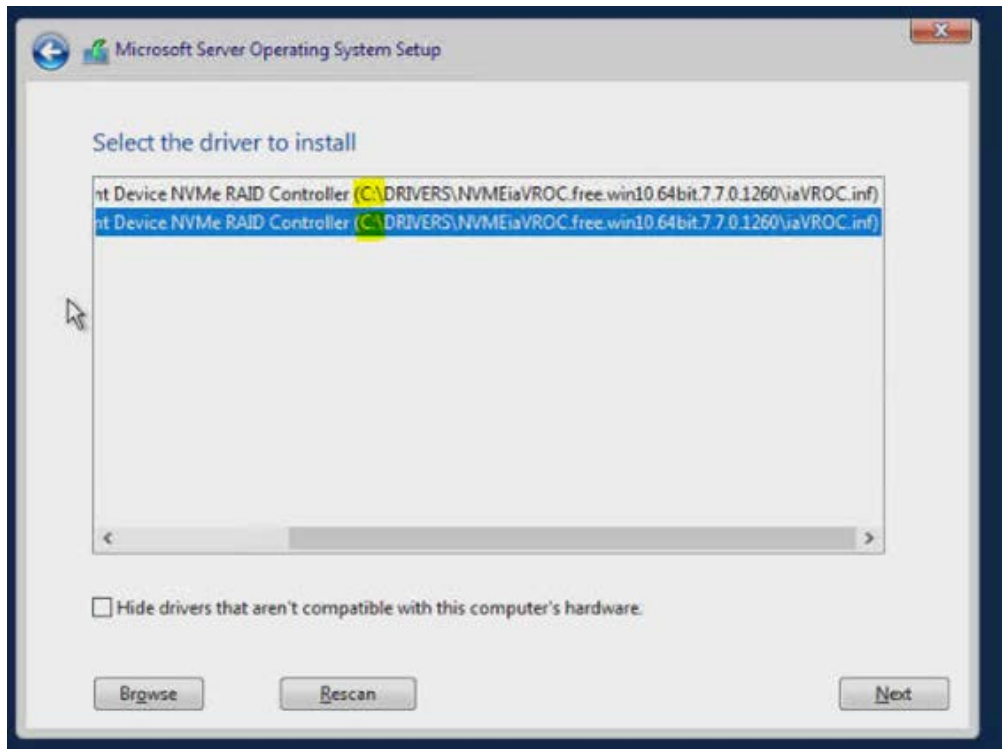 Microsoft Server Operating System Setup
Select the driver to install
nt Device NVMe RAID Controller (C:\DRIVERS\NVMEiaVROC.free.win10.64bit.7.7.0.1260\iaVROC.inf)
nt Device NVMe RAID Controller (C:\DRIVERS\NVMEiaVROC.free.win10.64bit.7.7.0.1260\iaVROC.inf)
Hide drivers that aren't compatible with this computer's hardware.
Browse Rescan Next